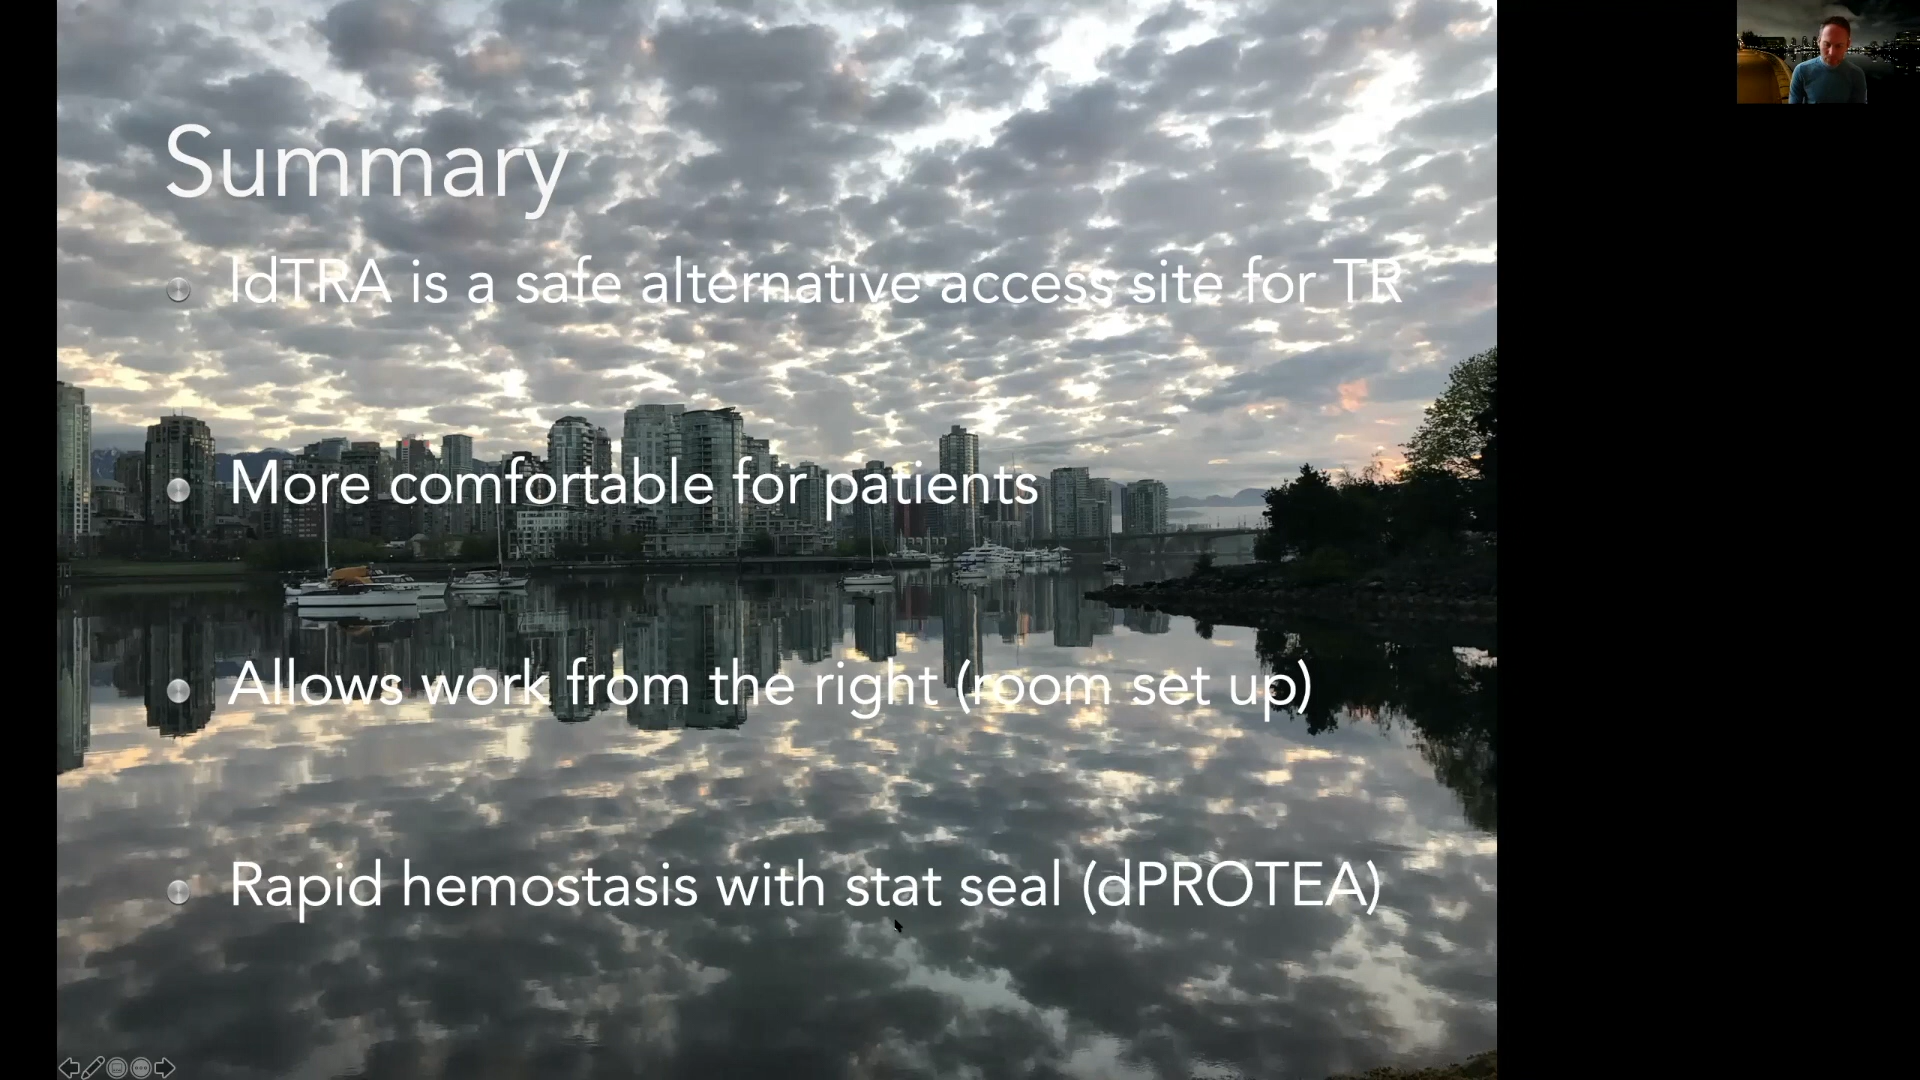 Summary
ldTRA is a safe alternative access site for TR
More comfortable for patients
Allows work from the right (room set up)
Rapid hemostasis with stat seal (dPROTEA)